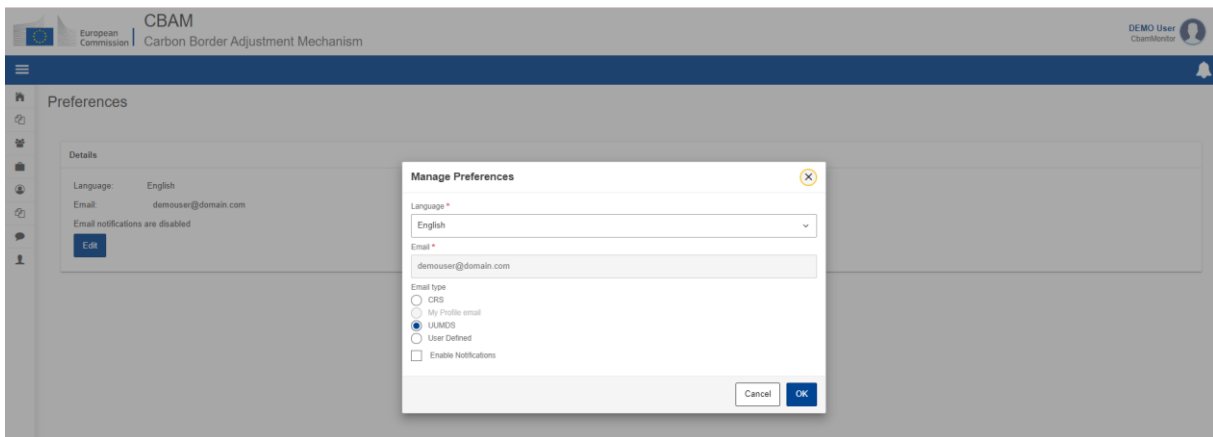 European
Commission
CBAM
Carbon Border Adjustment Mechanism
DEMO User
CbamMonitor
Preferences
Details
Language: English
Email: demouser@domain.com
Email notifications are disabled
Edit
Manage Preferences
Language *
English
Email *
demouser@domain.com
Email type
CRS
My Profile email
UUMDS
User Defined
Enable Notifications
Cancel OK